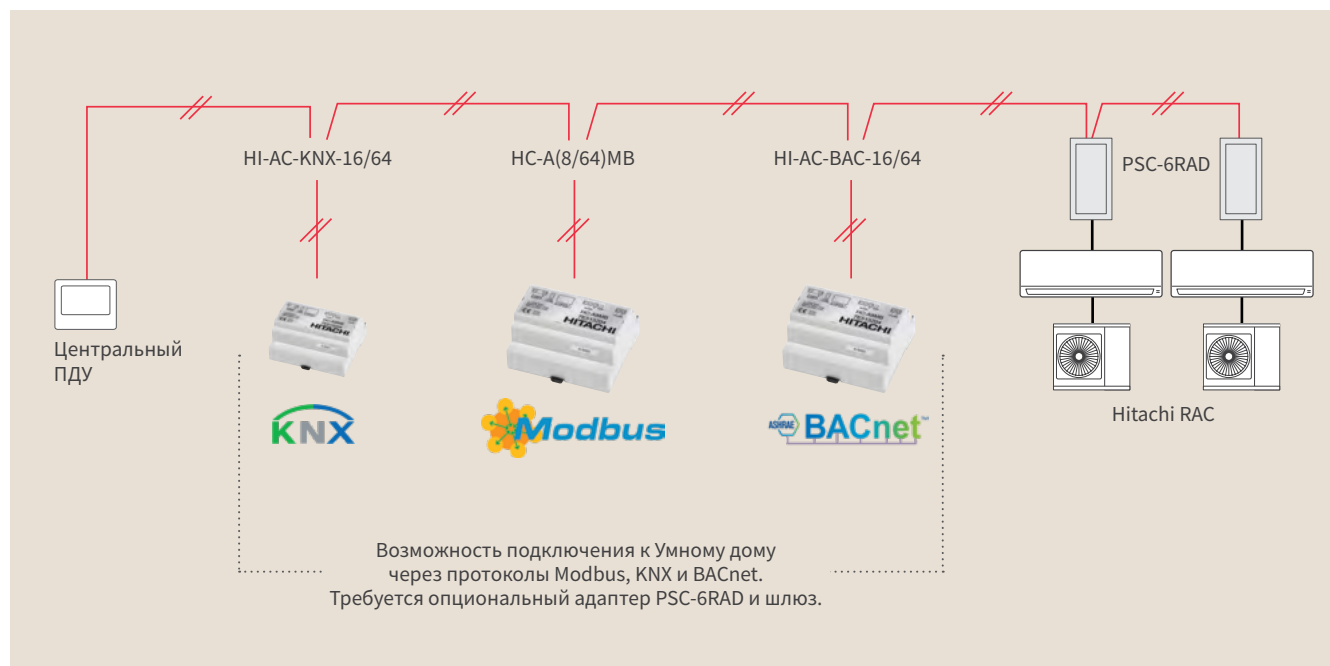 HI-AC-KNX-16/64
HC-A(8/64)MB
HI-AC-BAC-16/64
PSC-6RAD
HITACHI
HITACHI
HITACHI
Центральный
ПДУ
KNX
Modbus
ASHRAE BACnet
Hitachi RAC
Возможность подключения к Умному дому
через протоколы Modbus, KNX и BACnet.
Требуется опциональный адаптер PSC-6RAD и шлюз.